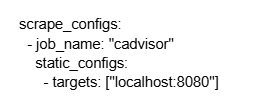 scrape_configs:
  - job_name: "cadvisor"
    static_configs:
      - targets: ["localhost:8080"]